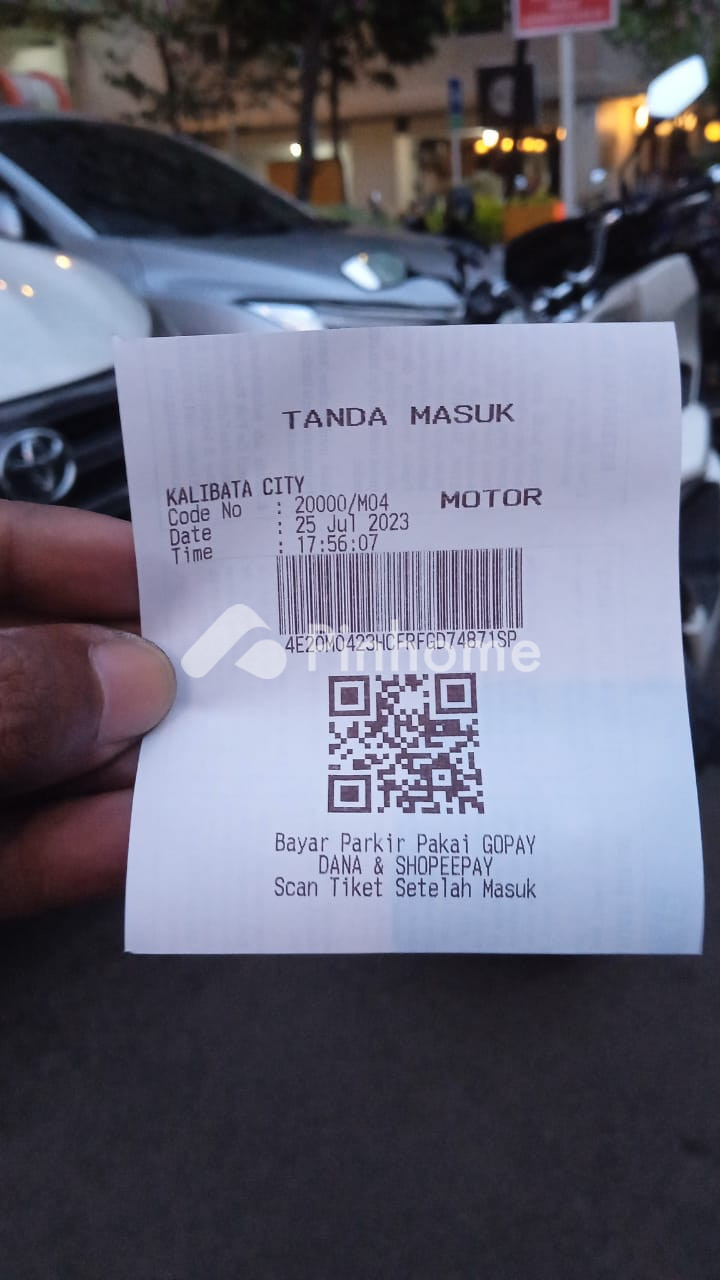 TANDA MASUK
KALIBATA CITY
Code No : 20000/M04 MOTOR
Date : 25 Jul 2023
Time : 17:56:07
4E20M0423HCFRFGD74871SP
Pinhome
Bayar Parkir Pakai GOPAY
DANA & SHOPEEPAY
Scan Tiket Setelah Masuk